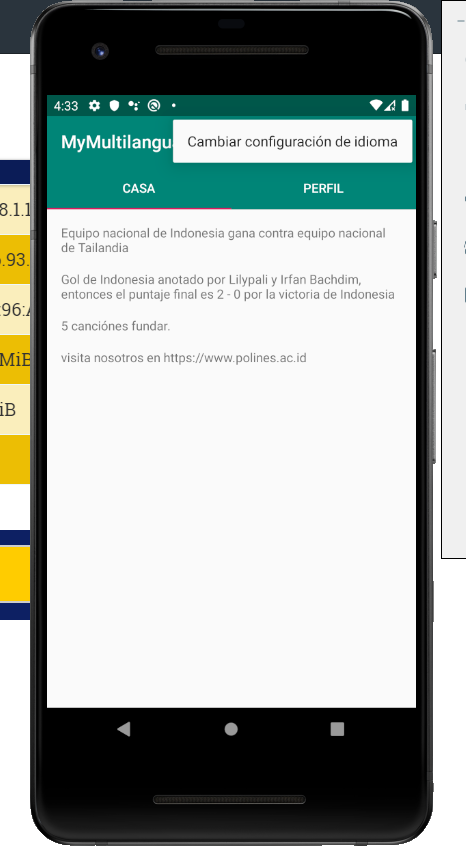 4:33
MyMultilangu
Cambiar configuración de idioma
CASA
PERFIL
Equipo nacional de Indonesia gana contra equipo nacional
de Tailandia
Gol de Indonesia anotado por Lilypali y Irfan Bachdim,
entonces el puntaje final es 2 - 0 por la victoria de Indonesia
5 canciónes fundar.
visita nosotros en https://www.polines.ac.id
8.1.1
.93.
:96:
MiB
iB